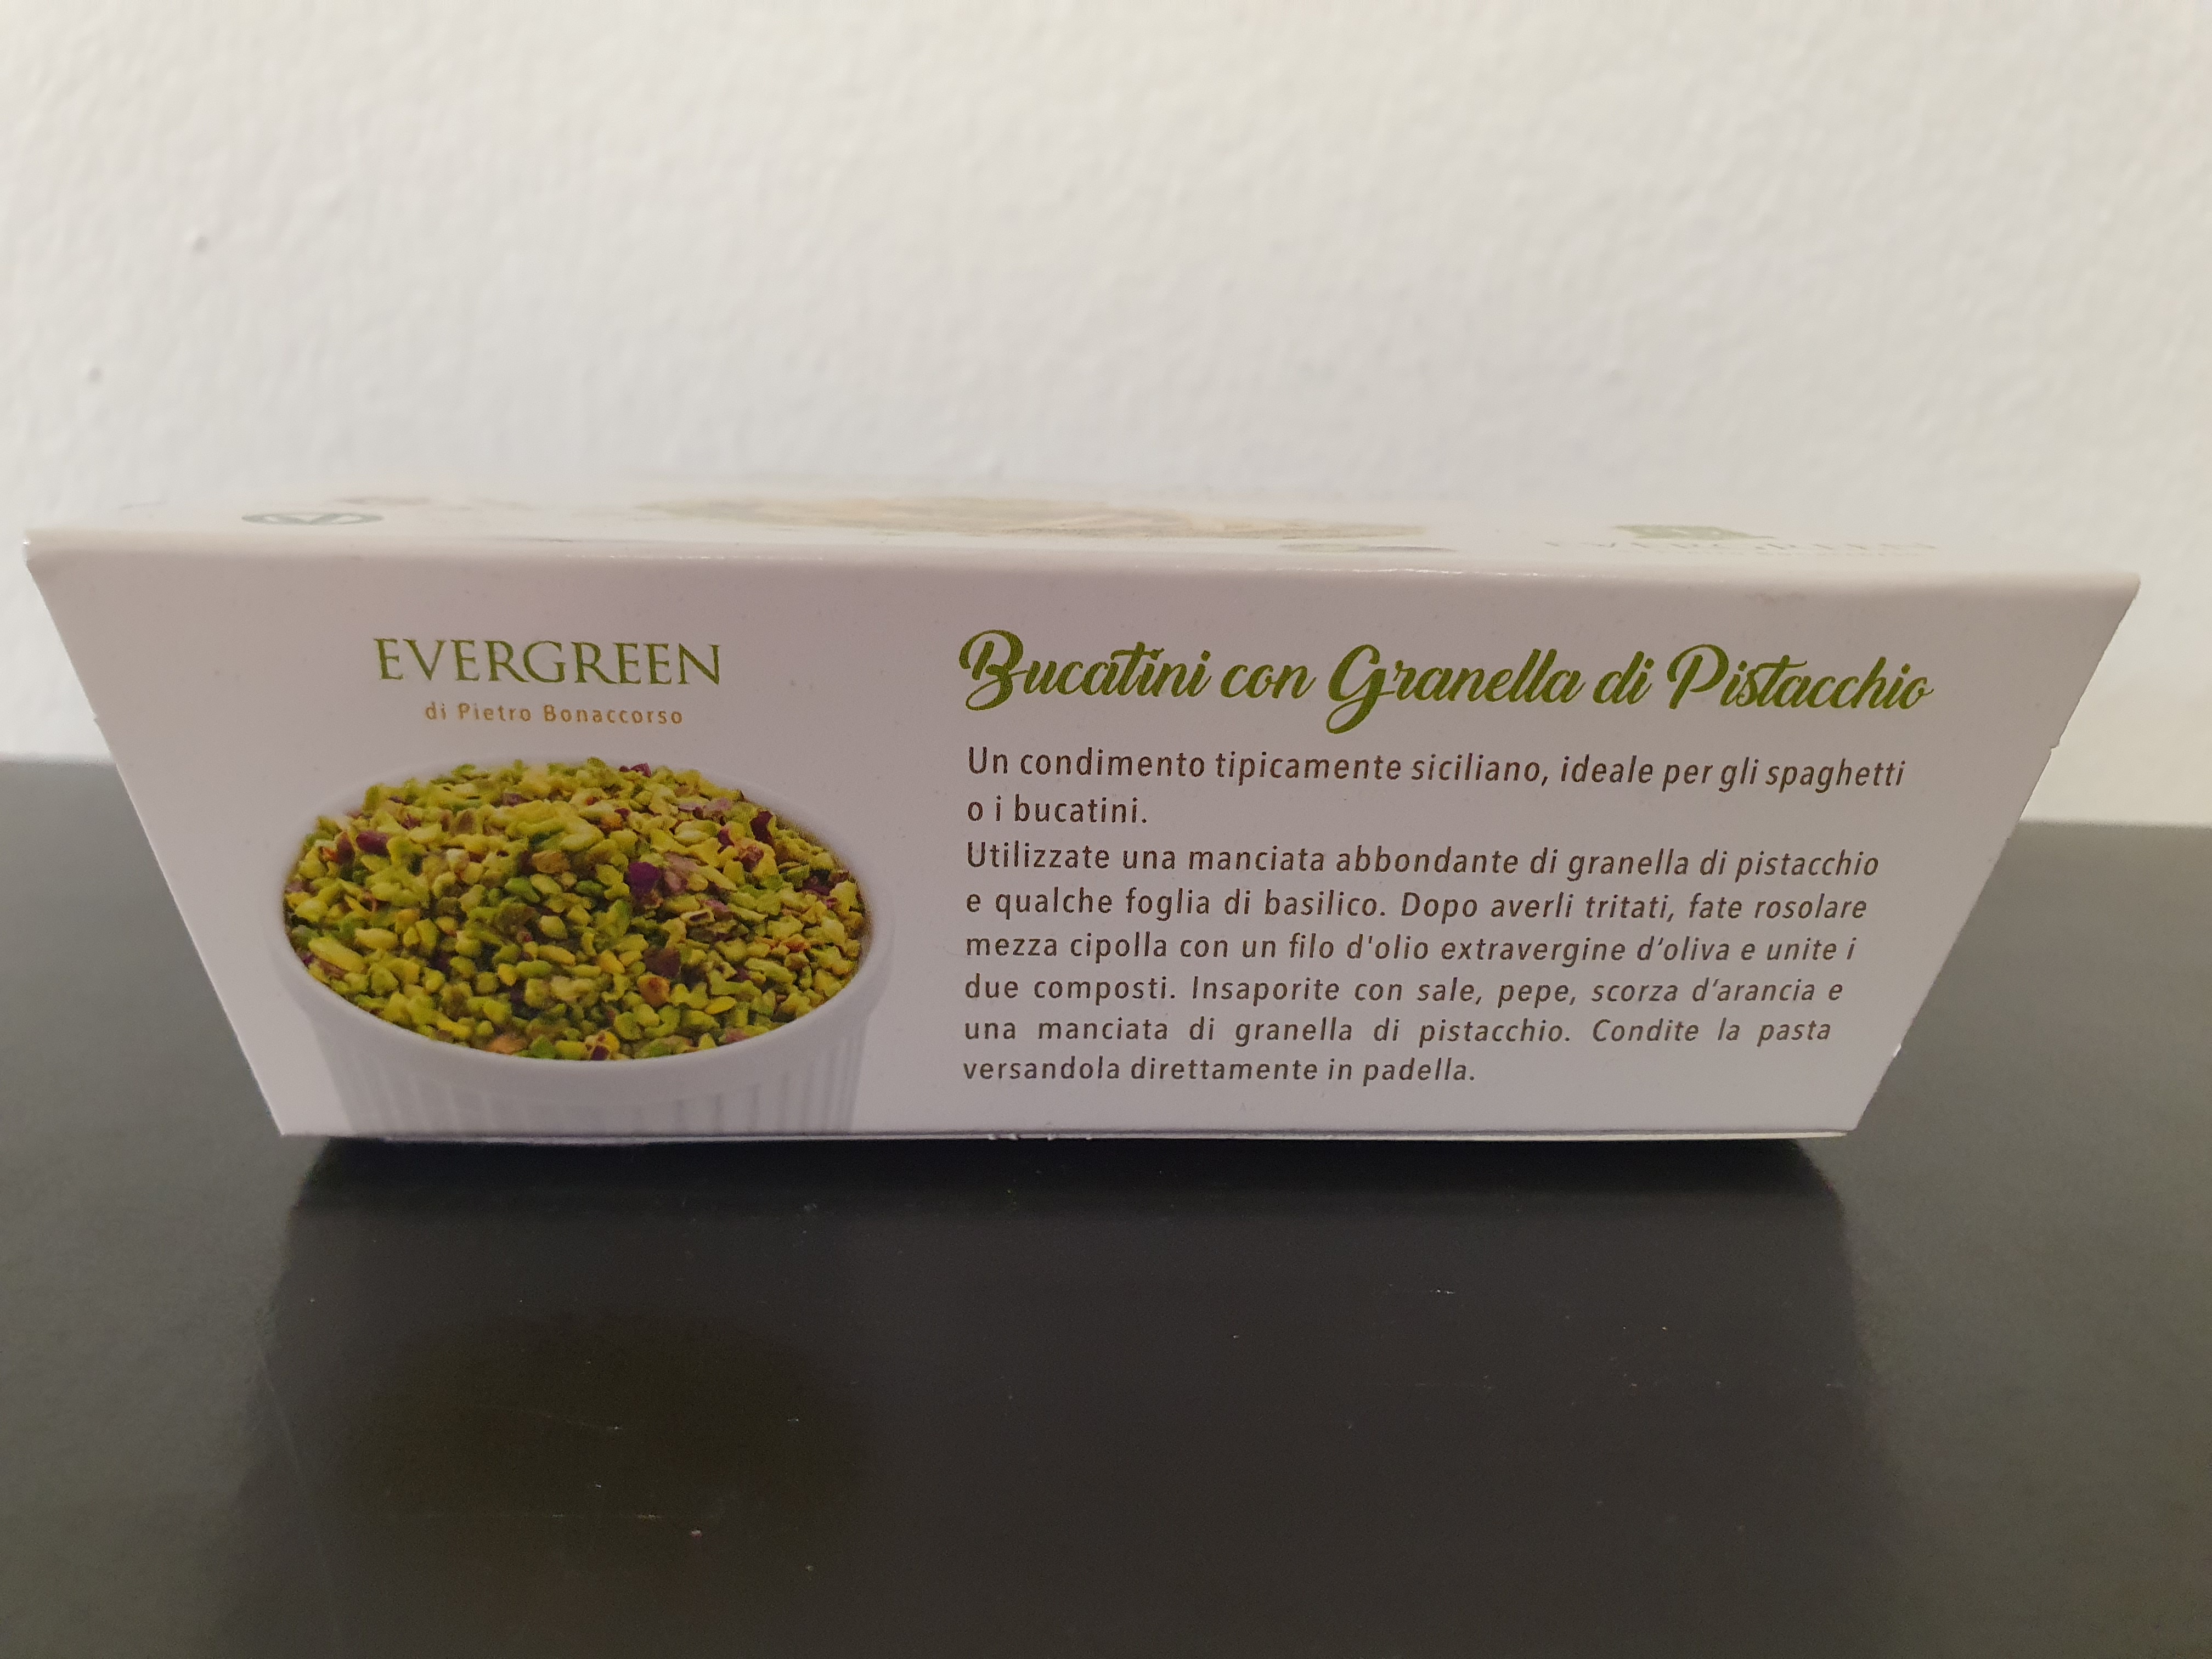 EVERGREEN
di Pietro Bonaccorso
Bucatini con Granella di Pistacchio
Un condimento tipicamente siciliano, ideale per gli spaghetti
o i bucatini.
Utilizzate una manciata abbondante di granella di pistacchio
e qualche foglia di basilico. Dopo averli tritati, fate rosolare
mezza cipolla con un filo d'olio extravergine d'oliva e unite i
due composti. Insaporite con sale, pepe, scorza d'arancia e
una manciata di granella di pistacchio. Condite la pasta
versandola direttamente in padella.